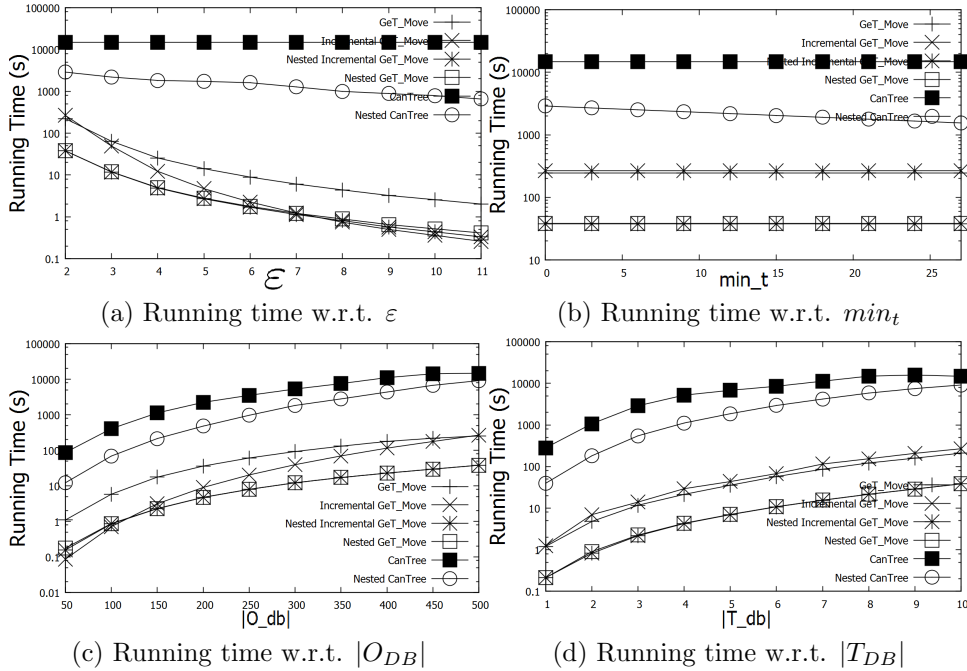 100000
10000
1000
100
10
1
0.1
Running Time (s)
2 3 4 5 6 7 8 9 10 11
ε
GeT_Move
Incremental GeT_Move
Nested Incremental GeT_Move
Nested GeT_Move
CanTree
Nested CanTree
(a) Running time w.r.t. ε
100000
10000
1000
100
10
Running Time (s)
0 5 10 15 20 25
min_t
GeT_Move
Incremental GeT_Move
Nested Incremental GeT_Move
Nested GeT_Move
CanTree
Nested CanTree
(b) Running time w.r.t. min_t
100000
10000
1000
100
10
1
0.1
0.01
Running Time (s)
50 100 150 200 250 300 350 400 450 500
|O_db|
GeT_Move
Incremental GeT_Move
Nested Incremental GeT_Move
Nested GeT_Move
CanTree
Nested CanTree
(c) Running time w.r.t. |O_DB|
100000
10000
1000
100
10
1
0.1
Running Time (s)
1 2 3 4 5 6 7 8 9 10
|T_db|
GeT_Move
Incremental GeT_Move
Nested Incremental GeT_Move
Nested GeT_Move
CanTree
Nested CanTree
(d) Running time w.r.t. |T_DB|